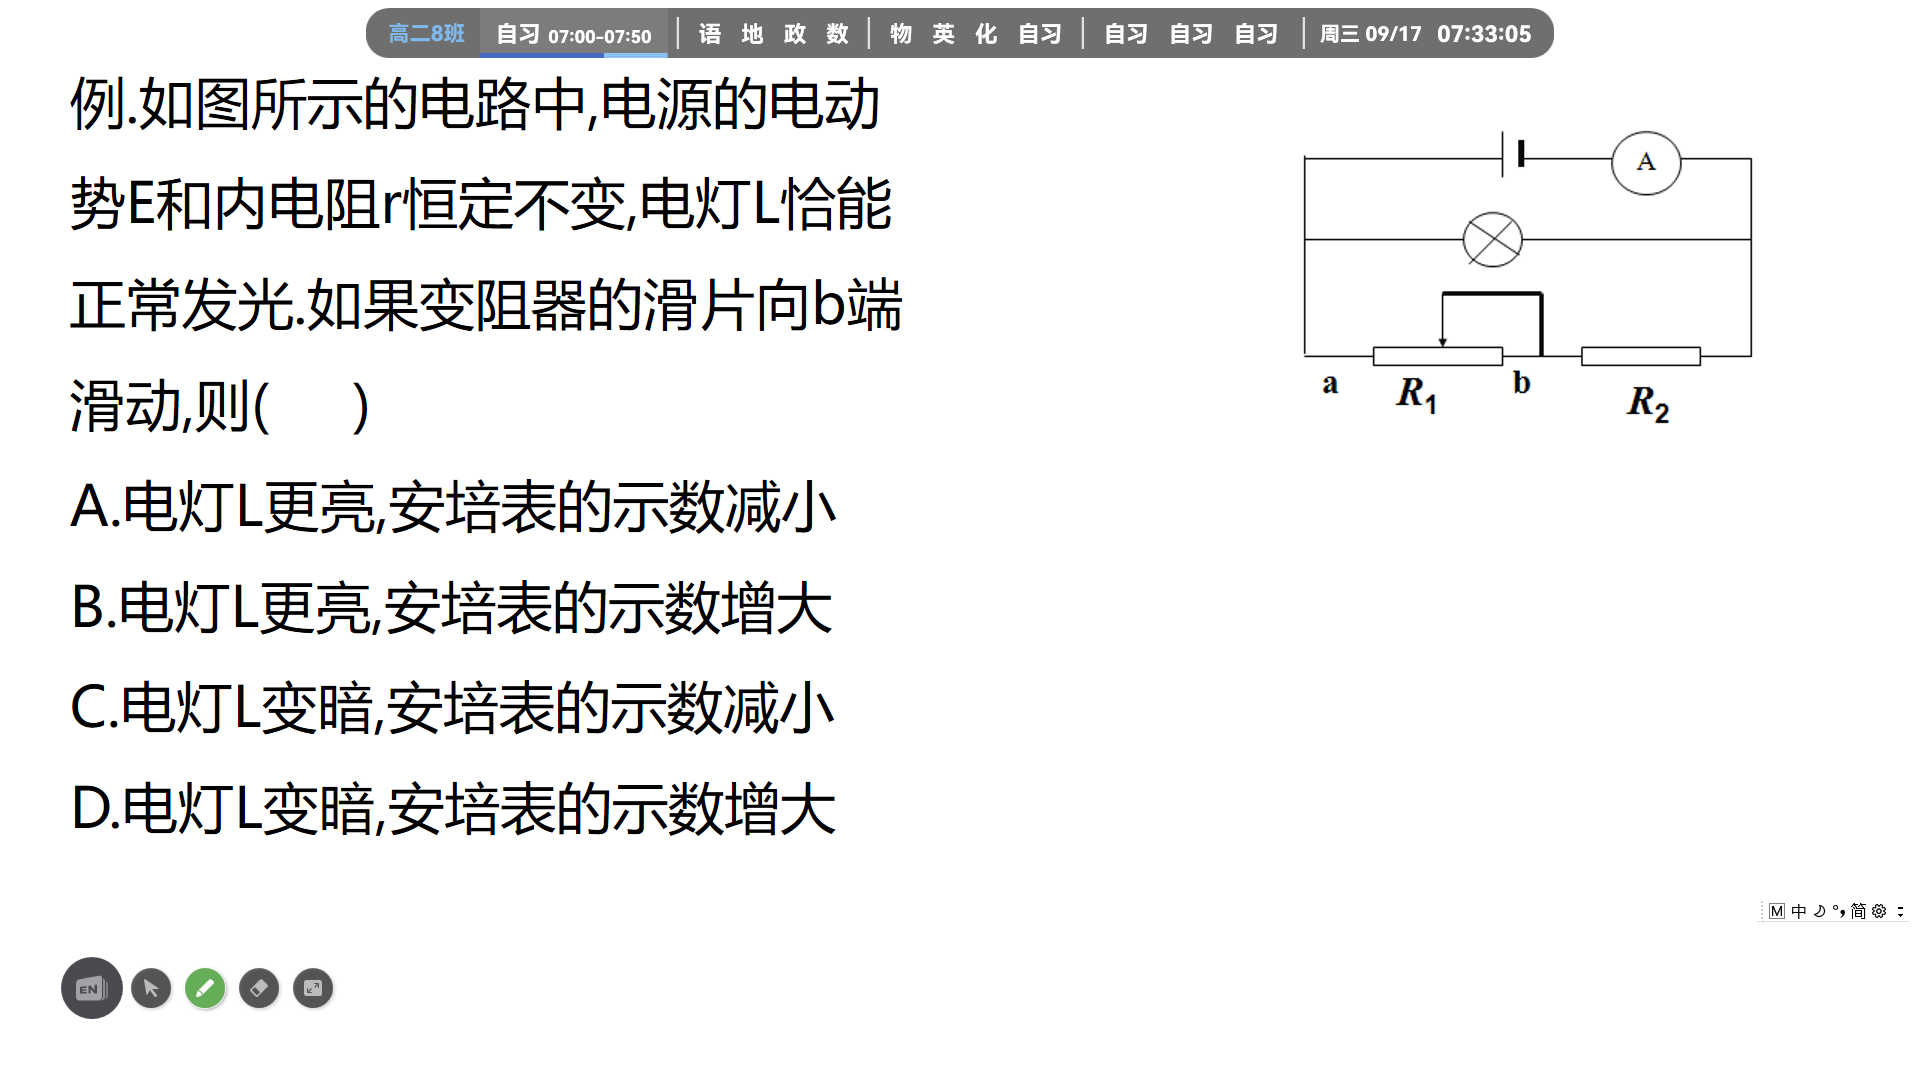 高二8班 自习 07:00-07:50 语 地 政 数 物 英 化 自习 自习 自习 自习 周三 09/17 07:33:05
例.如图所示的电路中,电源的电动
势E和内电阻r恒定不变,电灯L恰能
正常发光.如果变阻器的滑片向b端
滑动,则( )
A.电灯L更亮,安培表的示数减小
B.电灯L更亮,安培表的示数增大
C.电灯L变暗,安培表的示数减小
D.电灯L变暗,安培表的示数增大
A
a R1 b R2
M 中 简
EN